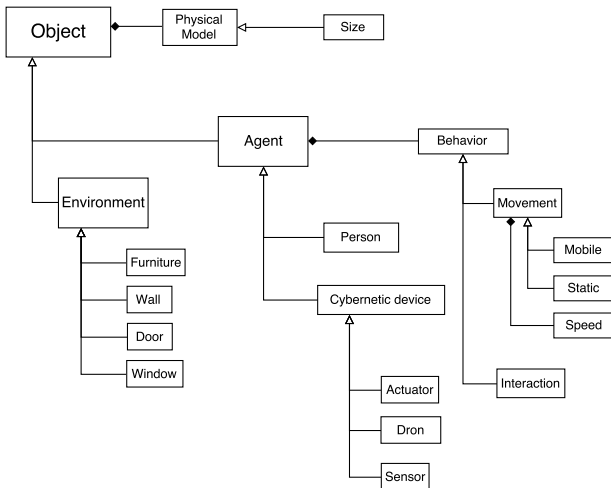 Object
Physical
Model
Size
Agent
Behavior
Environment
Movement
Furniture
Person
Mobile
Wall
Cybernetic device
Static
Door
Speed
Window
Actuator
Interaction
Dron
Sensor